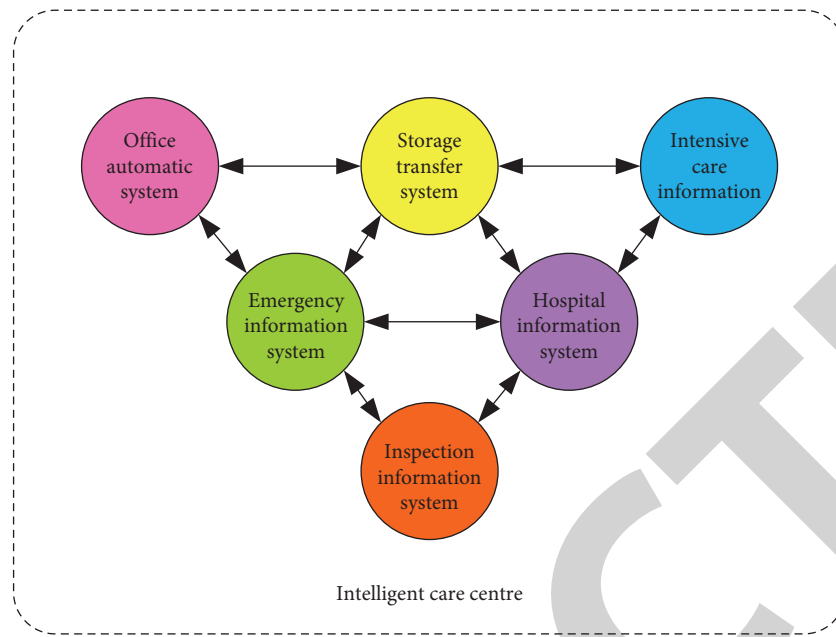 Office
automatic
system
Storage
transfer
system
Intensive
care
information
Emergency
information
system
Hospital
information
system
Inspection
information
system
Intelligent care centre
CT